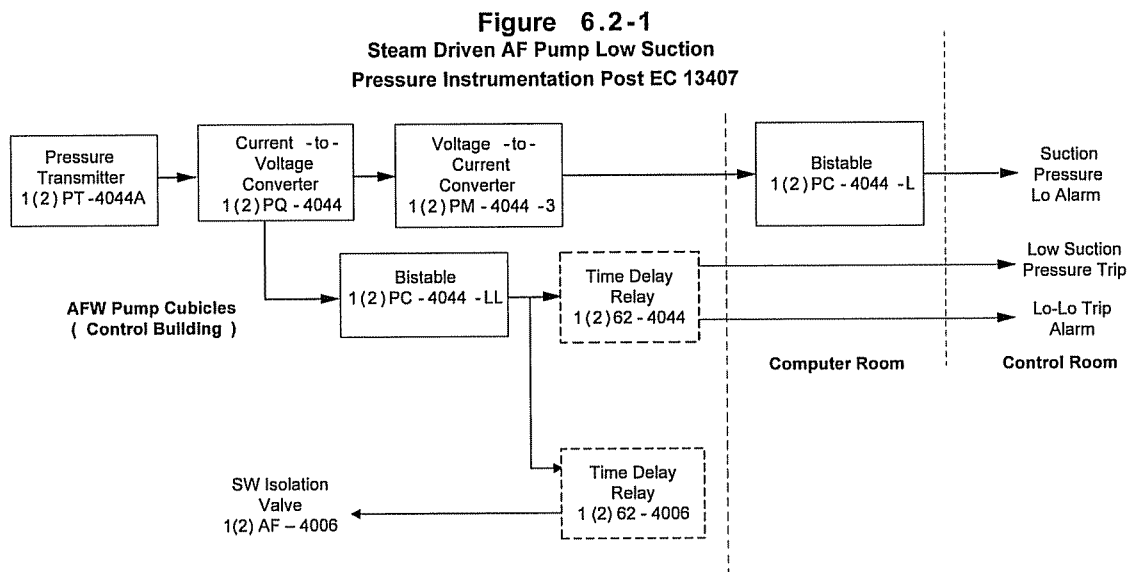 Figure 6.2-1
Steam Driven AF Pump Low Suction
Pressure Instrumentation Post EC 13407
Pressure
Transmitter
1(2) PT -4044A
Current -to-
Voltage
Converter
1(2) PQ - 4044
Voltage -to-
Current
Converter
1(2) PM - 4044 -3
Bistable
1(2) PC - 4044 -L
Suction
Pressure
Lo Alarm
Bistable
1(2) PC - 4044 -LL
Time Delay
Relay
1(2) 62 - 4044
Low Suction
Pressure Trip
Lo-Lo Trip
Alarm
AFW Pump Cubicles
( Control Building )
Computer Room
Control Room
Time Delay
Relay
1 (2) 62 - 4006
SW Isolation
Valve
1(2) AF – 4006